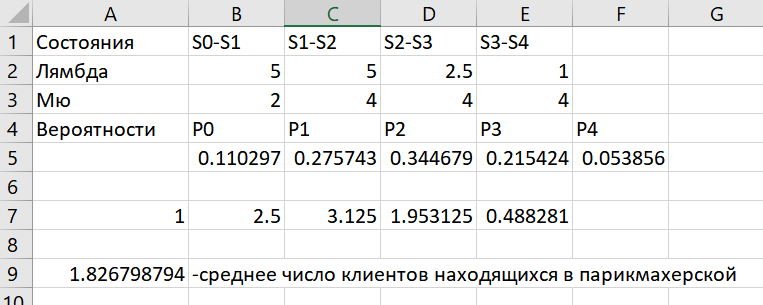 A B C D E F G
1 Состояния S0-S1 S1-S2 S2-S3 S3-S4
2 Лямбда 5 5 2.5 1
3 Мю 2 4 4 4
4 Вероятности P0 P1 P2 P3 P4
5 0.110297 0.275743 0.344679 0.215424 0.053856
6
7 1 2.5 3.125 1.953125 0.488281
8
9 1.826798794 -среднее число клиентов находящихся в парикмахерской
10